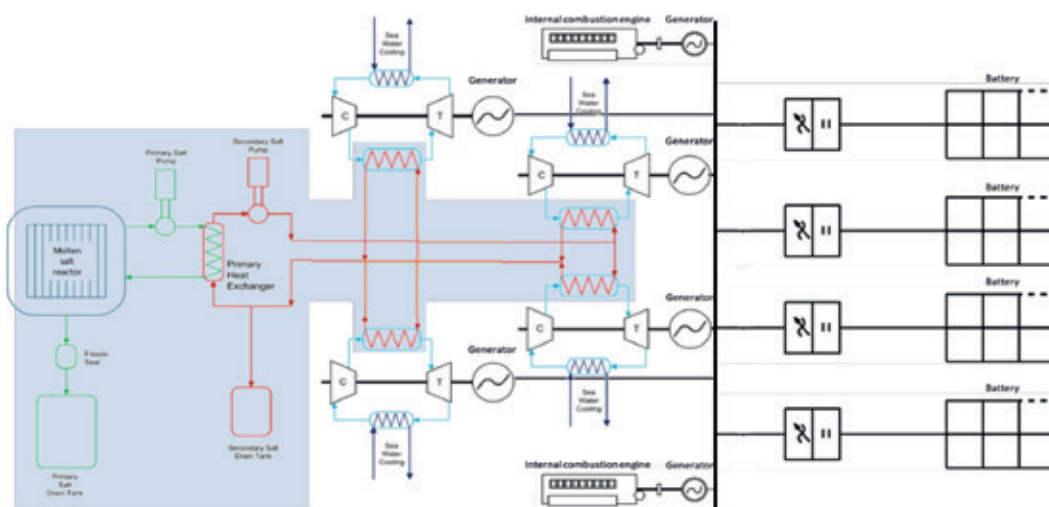 Sea
Water
Cooling
Internal combustion engine
Generator
Generator
Sea
Water
Cooling
Battery
C
T
Generator
Secondary Salt
Pump
Primary Salt
Pump
C
T
Battery
Molten
salt
reactor
Primary
Heat
Exchanger
Generator
C
T
Battery
Freeze
Seal
Generator
C
T
Battery
Sea
Water
Cooling
Sea
Water
Cooling
Secondary Salt
Drain Tank
Primary
Salt
Drain Tank
Internal combustion engine
Generator